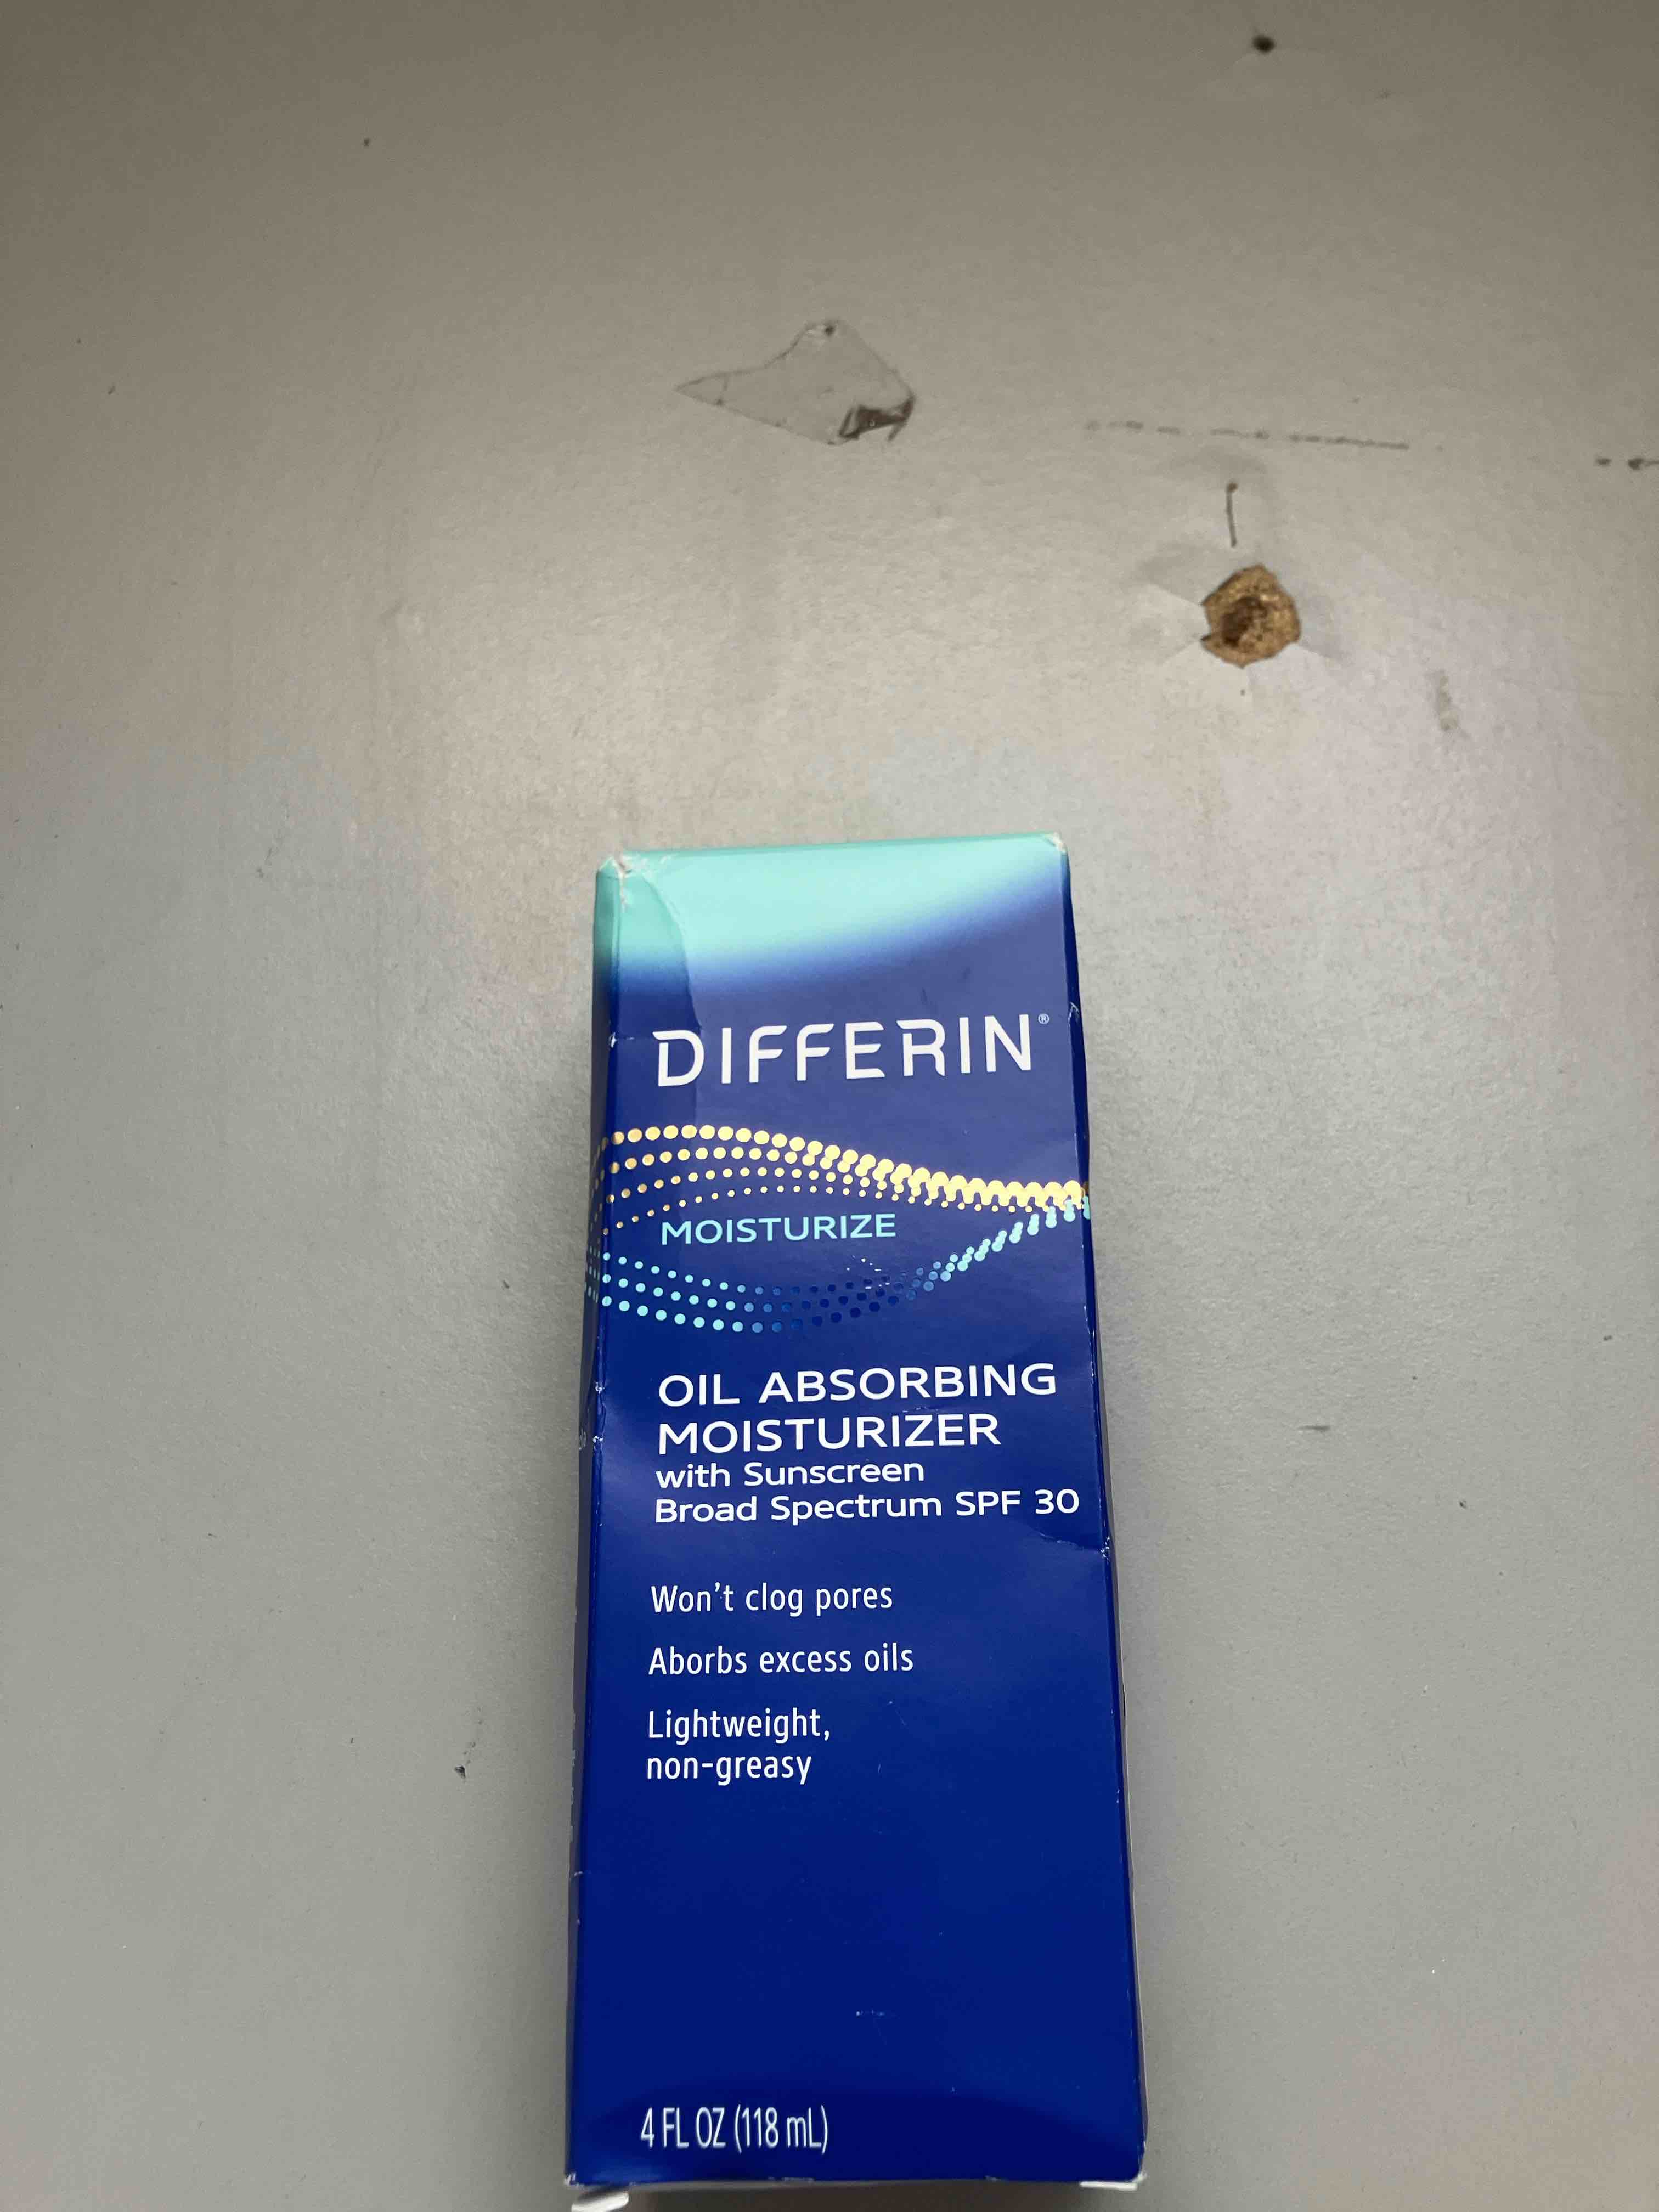 DIFFERIN®
MOISTURIZE
OIL ABSORBING
MOISTURIZER
with Sunscreen
Broad Spectrum SPF 30
Won't clog pores
Aborbs excess oils
Lightweight,
non-greasy
4 FL OZ (118 mL)